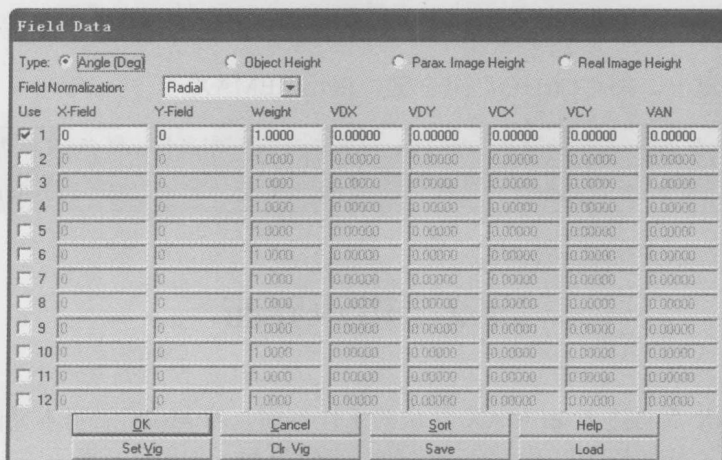 Field Data
Type: Angle (Deg) Object Height Parax. Image Height Real Image Height
Field Normalization: Radial
Use X-Field Y-Field Weight VDX VDY VCX VCY VAN
1 0 0 1.0000 0.00000 0.00000 0.00000 0.00000 0.00000
2 0 0 1.0000 0.00000 0.00000 0.00000 0.00000 0.00000
3 0 0 1.0000 0.00000 0.00000 0.00000 0.00000 0.00000
4 0 0 1.0000 0.00000 0.00000 0.00000 0.00000 0.00000
5 0 0 1.0000 0.00000 0.00000 0.00000 0.00000 0.00000
6 0 0 1.0000 0.00000 0.00000 0.00000 0.00000 0.00000
7 0 0 1.0000 0.00000 0.00000 0.00000 0.00000 0.00000
8 0 0 1.0000 0.00000 0.00000 0.00000 0.00000 0.00000
9 0 0 1.0000 0.00000 0.00000 0.00000 0.00000 0.00000
10 0 0 1.0000 0.00000 0.00000 0.00000 0.00000 0.00000
11 0 0 1.0000 0.00000 0.00000 0.00000 0.00000 0.00000
12 0 0 1.0000 0.00000 0.00000 0.00000 0.00000 0.00000
OK Cancel Sort Help
Set Vig Clr Vig Save Load